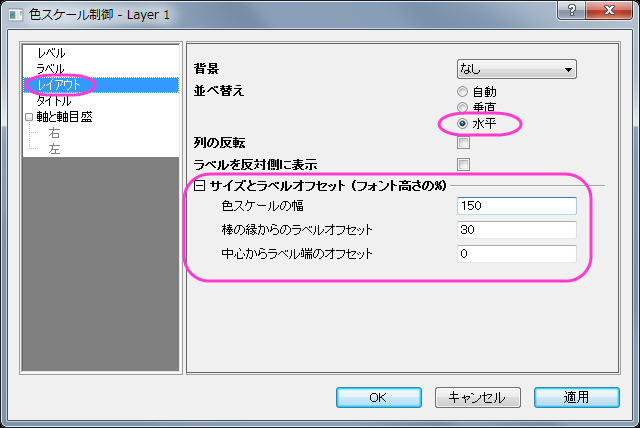 色スケール制御 - Layer 1
レベル
ラベル
レイアウト
タイトル
軸と軸目盛
右
左
背景 なし
並べ替え 自動
垂直
水平
列の反転
ラベルを反対側に表示
サイズとラベルオフセット (フォント高さの%)
色スケールの幅 150
棒の縁からのラベルオフセット 30
中心からラベル端のオフセット 0
OK キャンセル 適用